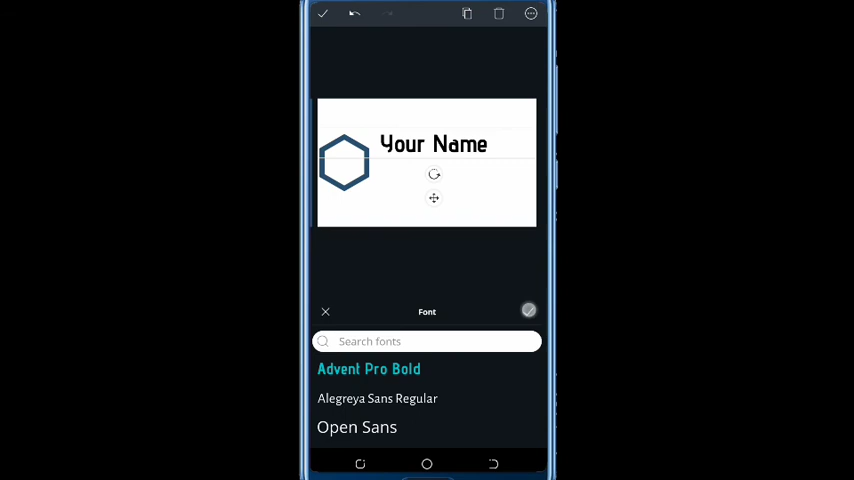 Your Name
Font
Search fonts
Advent Pro Bold
Alegreya Sans Regular
Open Sans